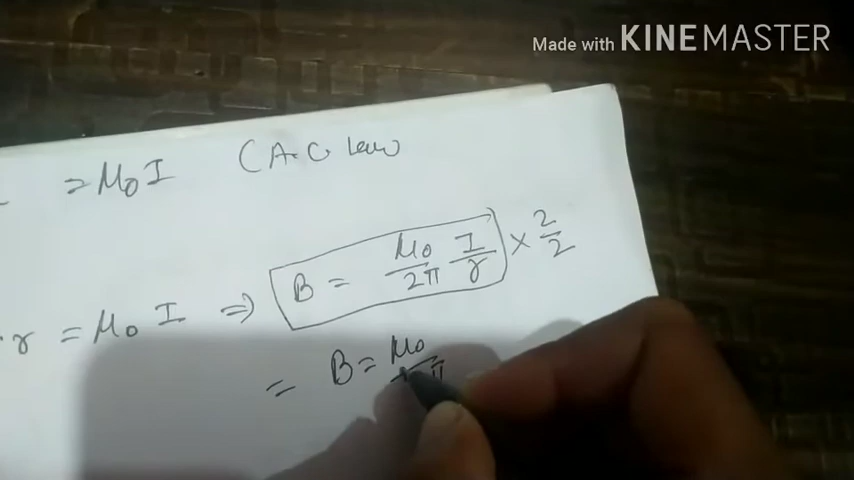 Made with KINEMASTER
= μ₀I (A.C. law)
.r = μ₀ I ⇒ B = μ₀/2π I/r × 2/2
= B = μ₀/ π